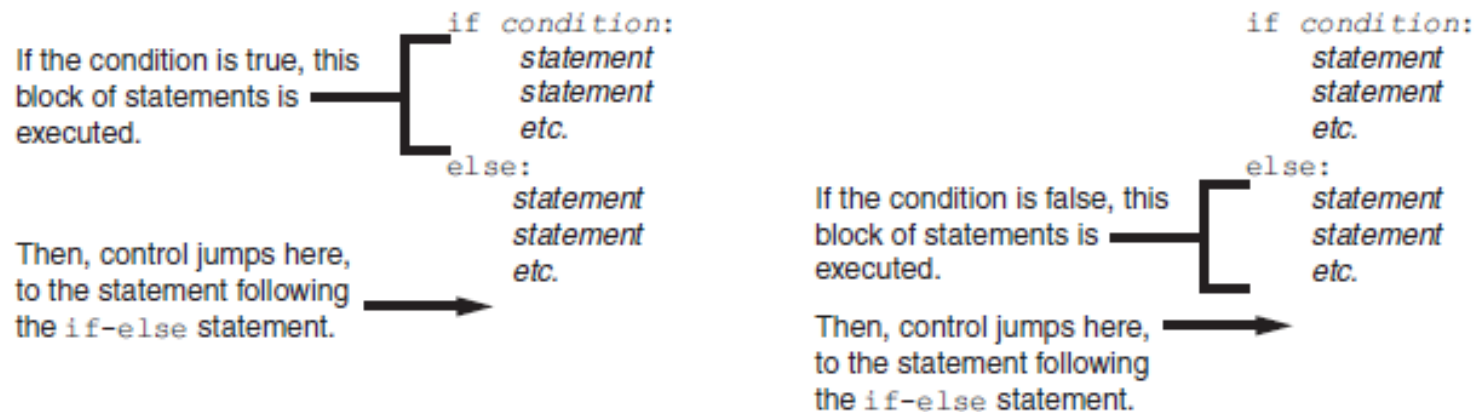 If the condition is true, this
block of statements is
executed.
if condition:
statement
statement
etc.
else:
statement
statement
etc.
Then, control jumps here,
to the statement following
the if-else statement.
if condition:
statement
statement
etc.
else:
statement
statement
etc.
If the condition is false, this
block of statements is
executed.
Then, control jumps here,
to the statement following
the if-else statement.